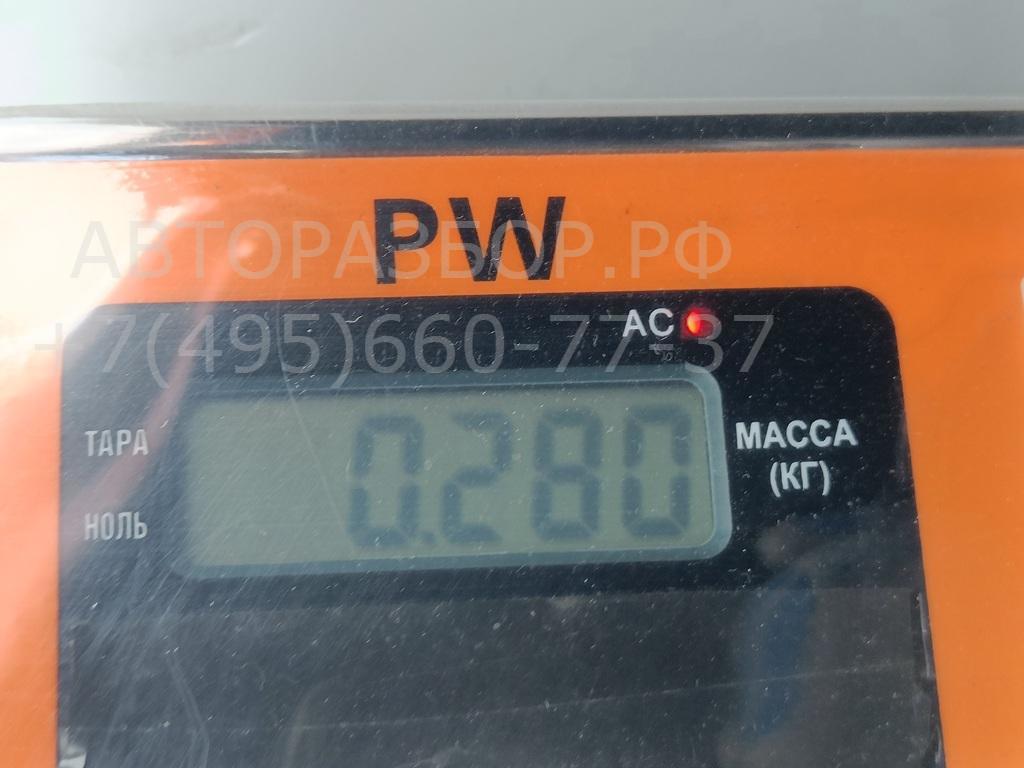 PW
АВТОРАЗБОР.РФ
AC
+7(495)660-77-37
ТАРА
0.280
МАССА
(КГ)
НОЛЬ